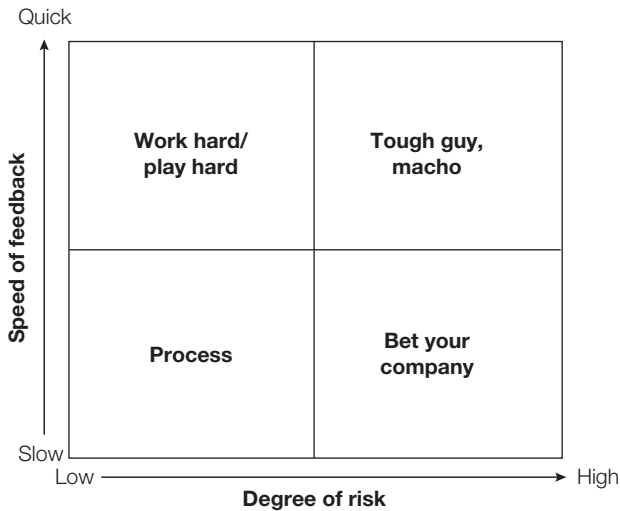 Quick
Work hard/
play hard
Tough guy,
macho
Speed of feedback
Process
Bet your
company
Slow
Low
High
Degree of risk